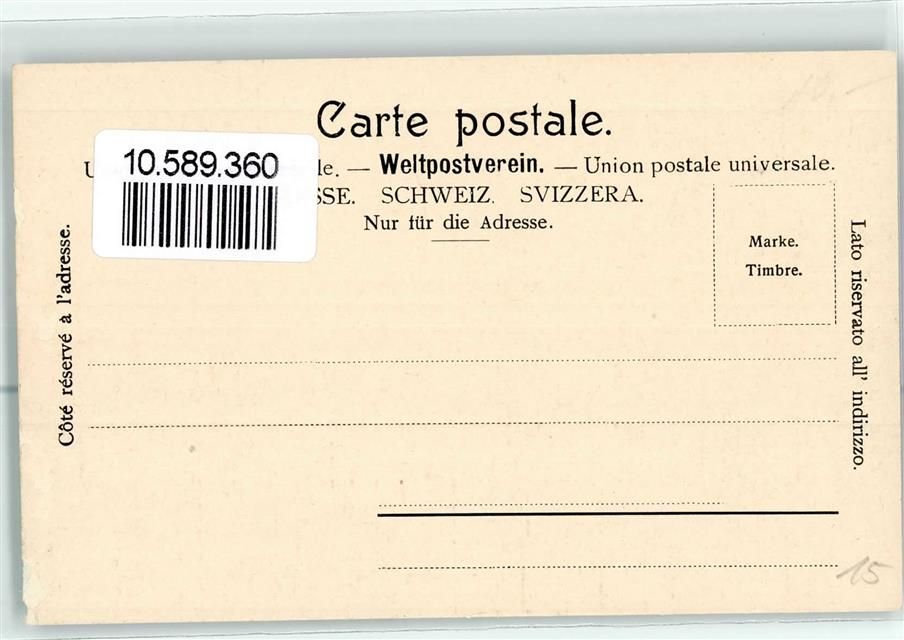 Carte postale.
10.589.360
le. — Weltpostverein. — Union postale universale.
SSE. SCHWEIZ. SVIZZERA.
Nur für die Adresse.
Marke.
Timbre.
Côté réservé à l'adresse.
Lato riservato all' indirizzo.
15